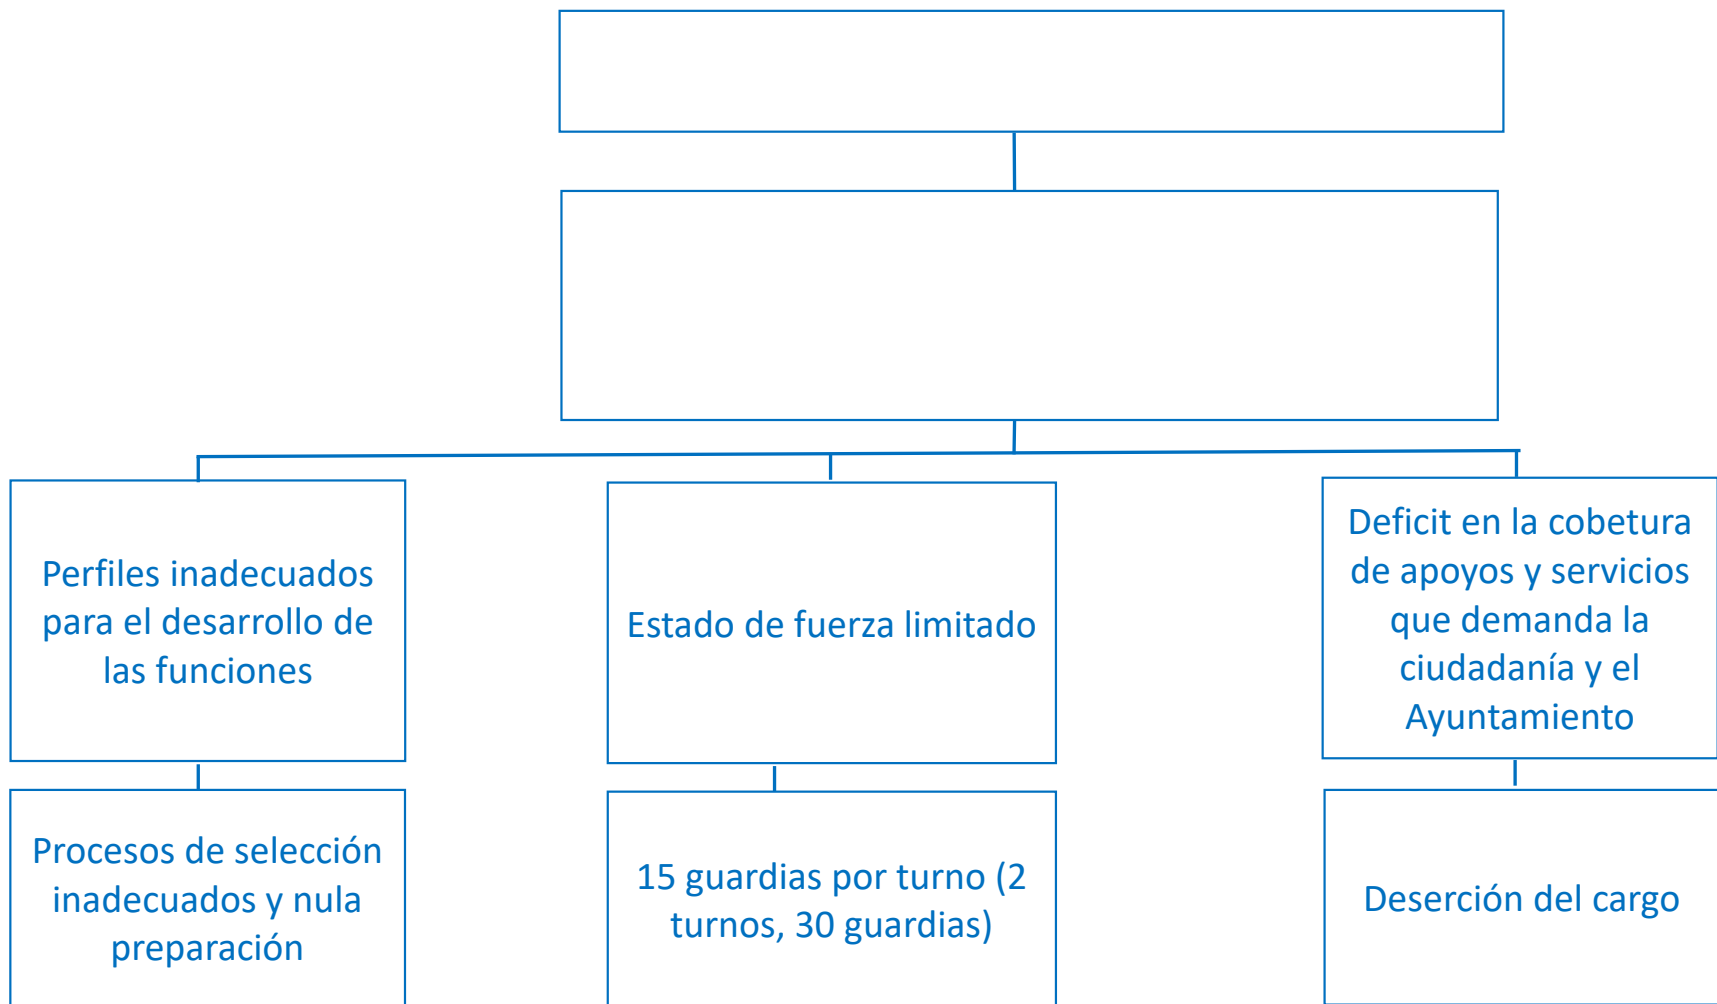 Perfiles inadecuados
para el desarrollo de
las funciones
Estado de fuerza limitado
Deficit en la cobetura
de apoyos y servicios
que demanda la
ciudadanía y el
Ayuntamiento
Procesos de selección
inadecuados y nula
preparación
15 guardias por turno (2
turnos, 30 guardias)
Deserción del cargo